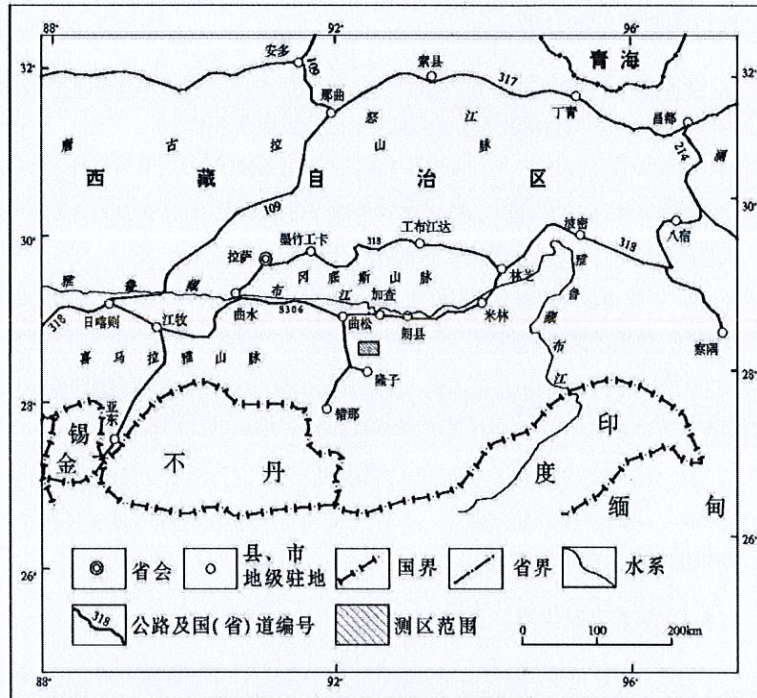 88° 92° 96°
青海
32° 安多 109 索县 317 32°
那曲 丁青 昌都
雅 古 拉 怒 山 江 脉 214 澜
西藏自治区
109 30°
30° 墨竹工卡 318 工布江达 波密 318 八宿
拉萨 冈底斯山脉 林芝
雅鲁藏布江 加查 雅鲁藏布江
318 日喀则 江孜 曲水 S306 曲松 朗县 米林
喜马拉雅山脉 察隅
隆子 28°
28° 错那
亚东
锡金 不丹 印度
缅甸
26°
26° 省会 县、市 国界 省界 水系
地级驻地
318 公路及国(省)道编号 测区范围 0 100 200km
88° 92° 96°